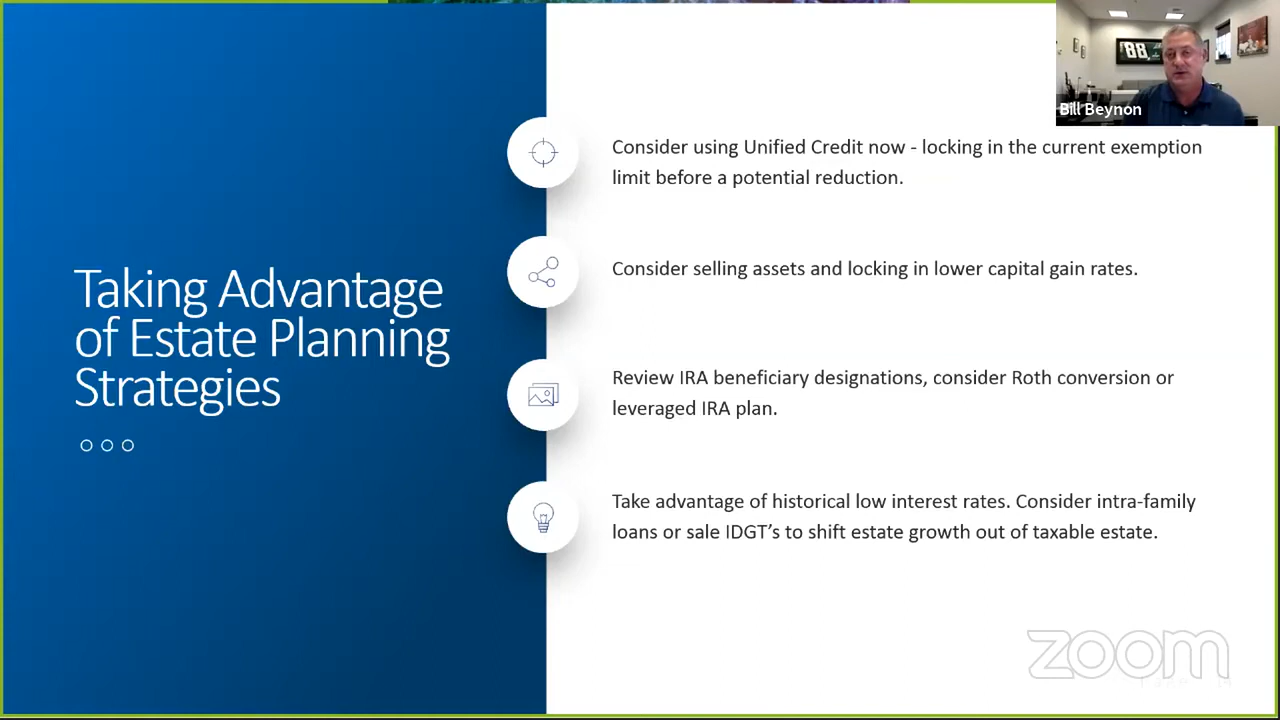 88
Bill Beynon
Consider using Unified Credit now - locking in the current exemption
limit before a potential reduction.
Consider selling assets and locking in lower capital gain rates.
Taking Advantage
of Estate Planning
Strategies
Review IRA beneficiary designations, consider Roth conversion or
leveraged IRA plan.
Take advantage of historical low interest rates. Consider intra-family
loans or sale IDGT's to shift estate growth out of taxable estate.
zoom